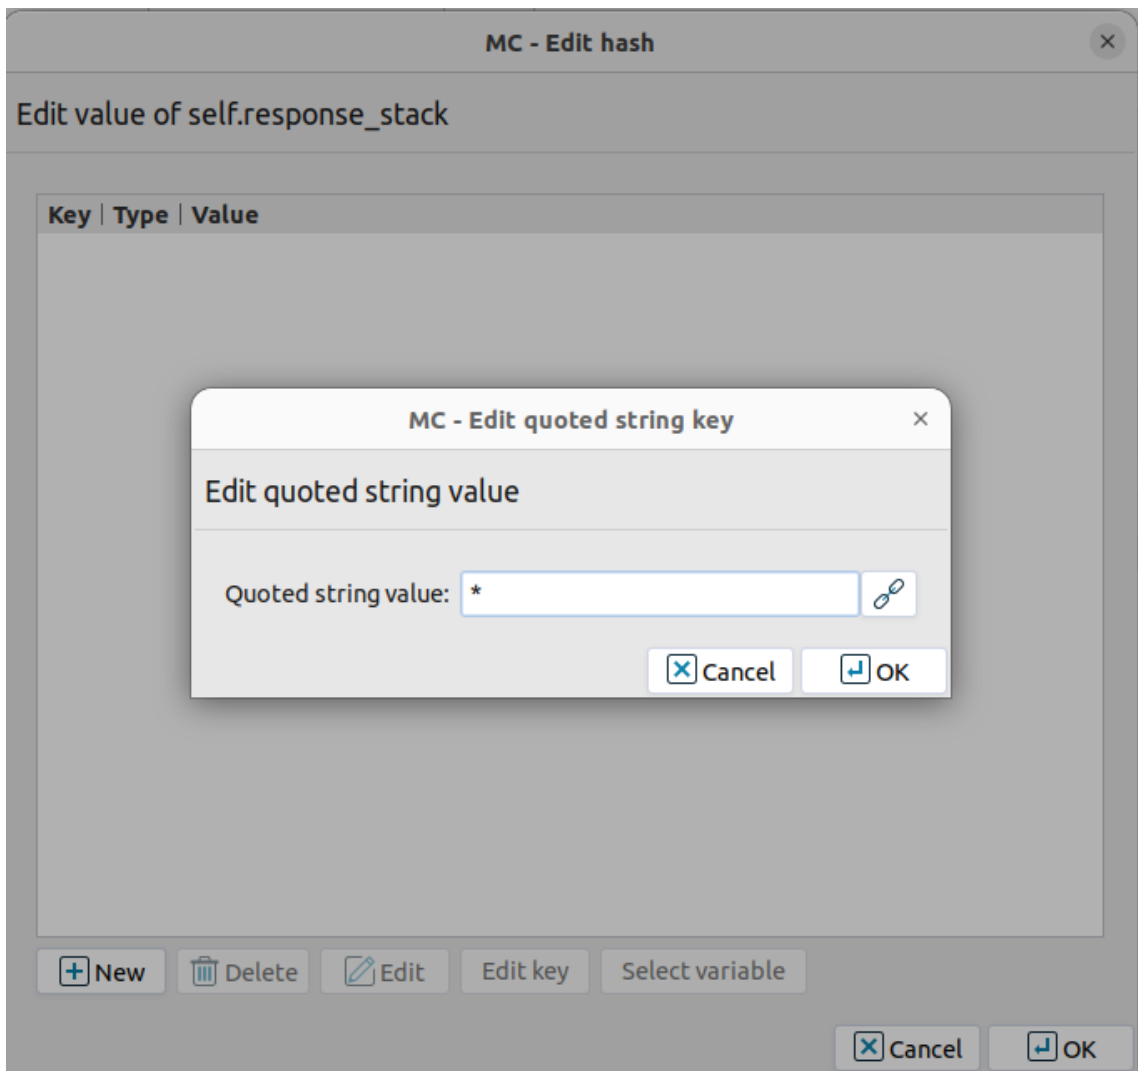 MC - Edit hash
Edit value of self.response_stack
Key Type Value
MC - Edit quoted string key
Edit quoted string value
Quoted string value: *
Cancel OK
New Delete Edit Edit key Select variable
Cancel OK